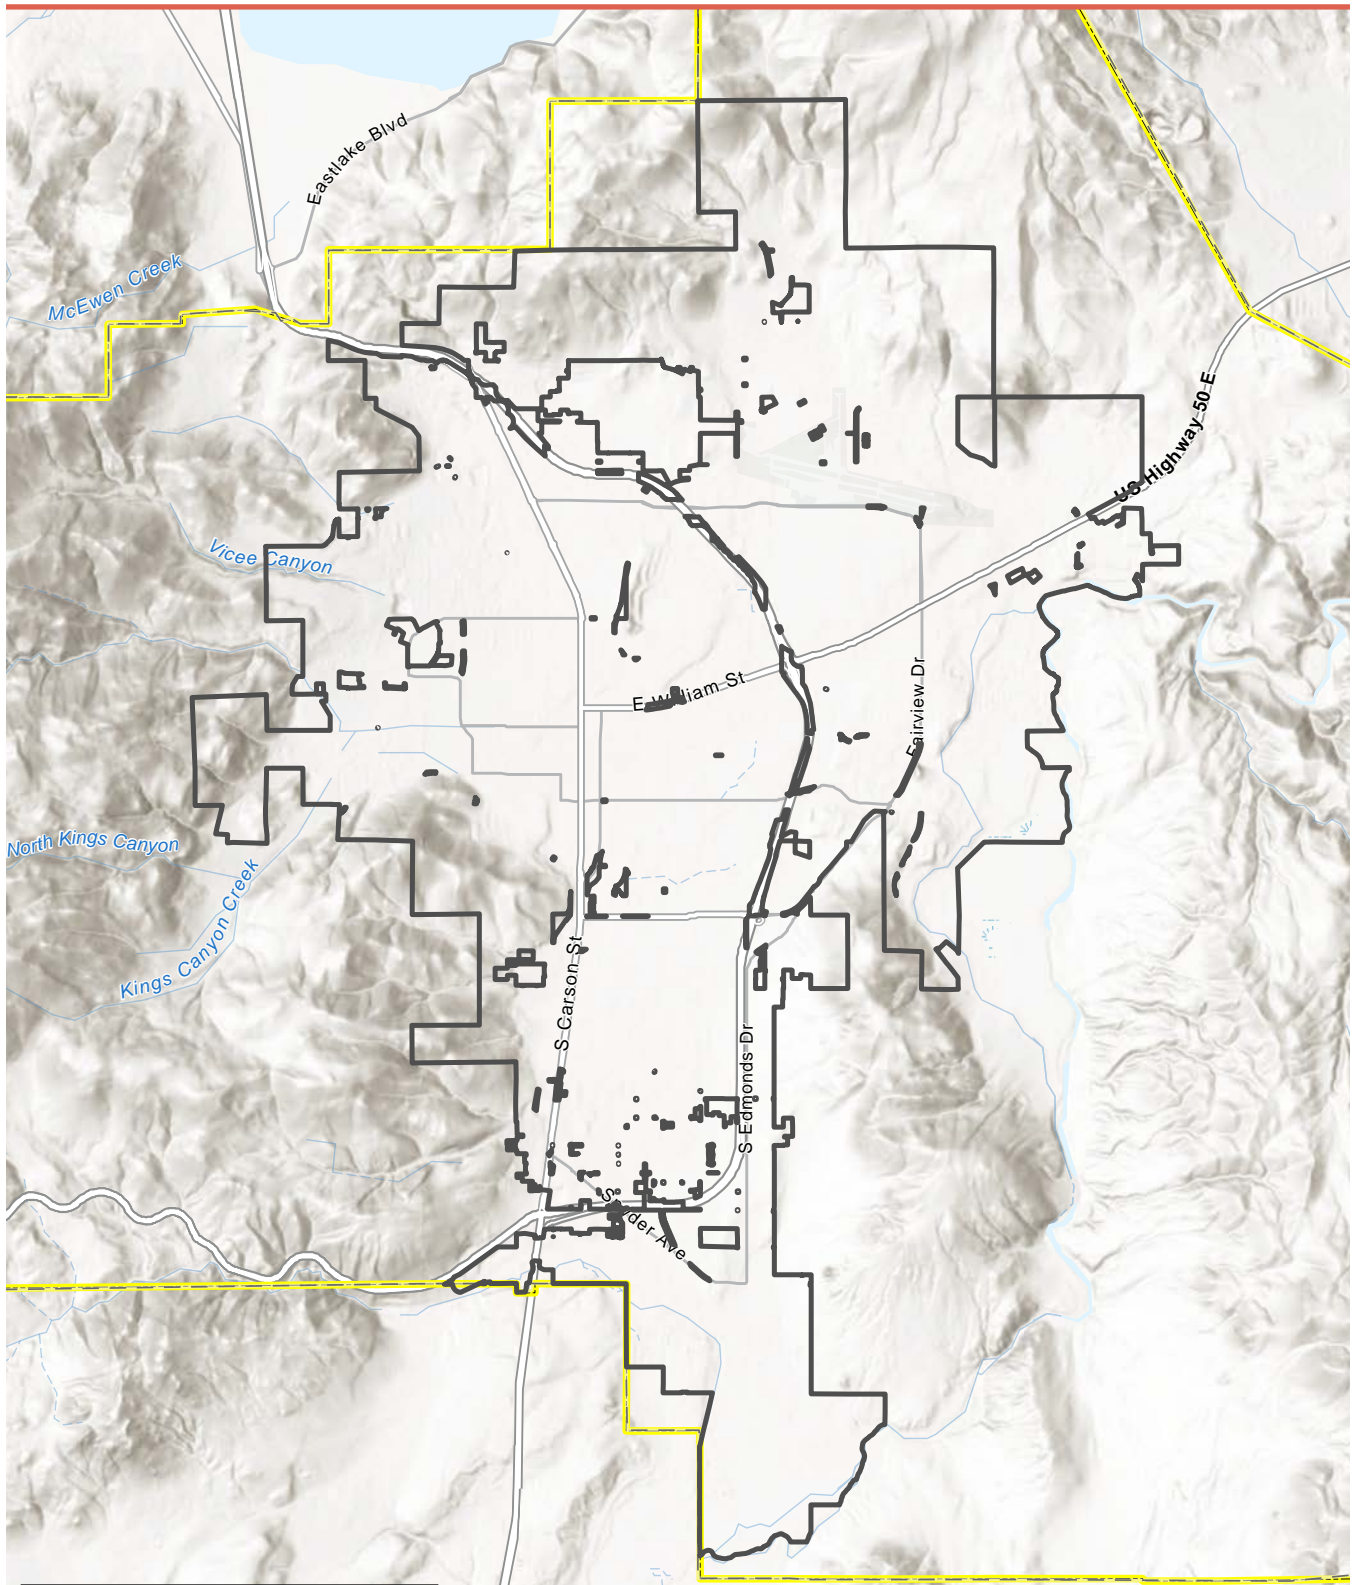 Eastlake Blvd
McEwen Creek
US Highway 50 E
Vicee Canyon
E William St
Fairview Dr
North Kings Canyon
Kings Canyon Creek
S Carson St
S Edmonds Dr
Snyder Ave